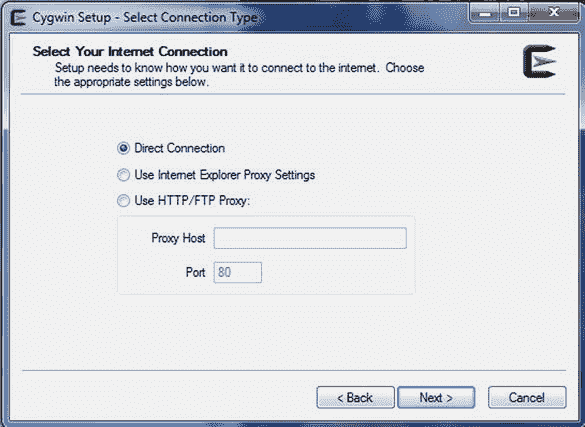 Cygwin Setup - Select Connection Type
Select Your Internet Connection
Setup needs to know how you want it to connect to the internet. Choose
the appropriate settings below.
Direct Connection
Use Internet Explorer Proxy Settings
Use HTTP/FTP Proxy:
Proxy Host
Port 80
< Back Next > Cancel